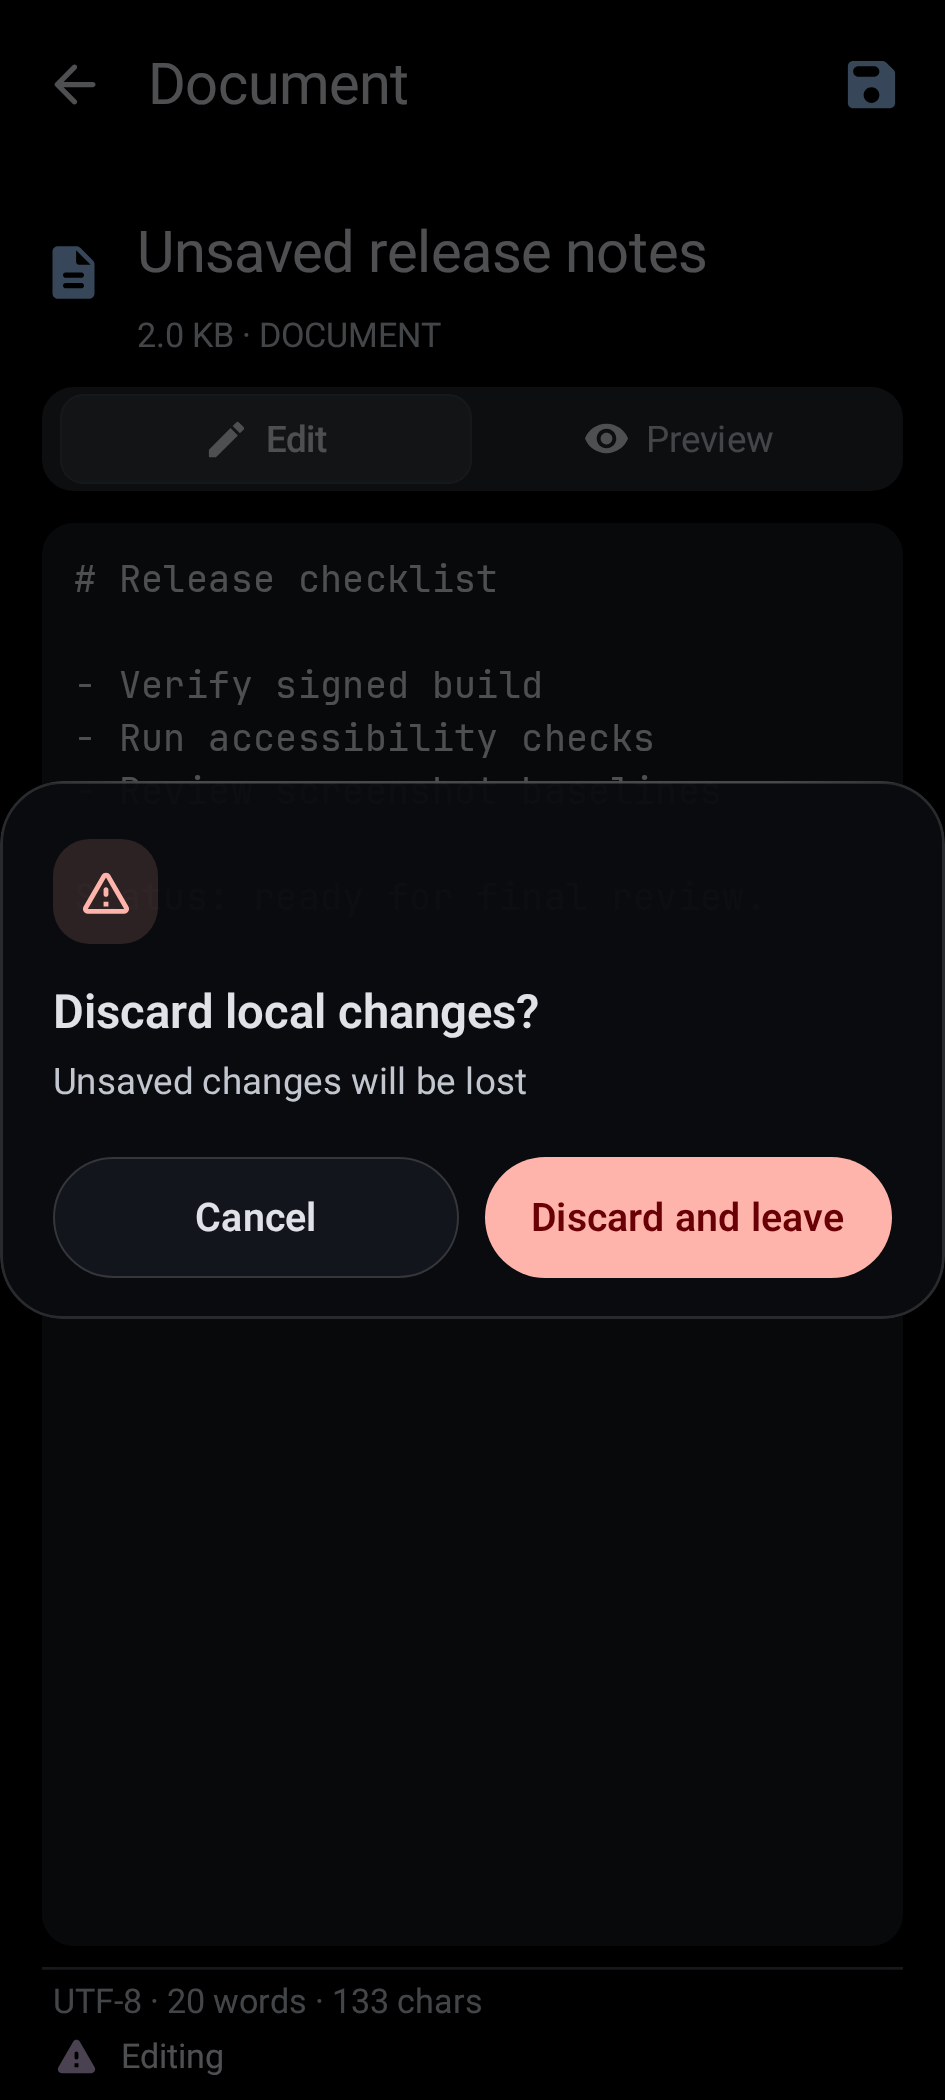 Document
Unsaved release notes
2.0 KB · DOCUMENT
Edit
Preview
# Release checklist
- Verify signed build
- Run accessibility checks
- Review screenshot baselines
Status: ready for final review.
Discard local changes?
Unsaved changes will be lost
Cancel
Discard and leave
UTF-8 · 20 words · 133 chars
Editing